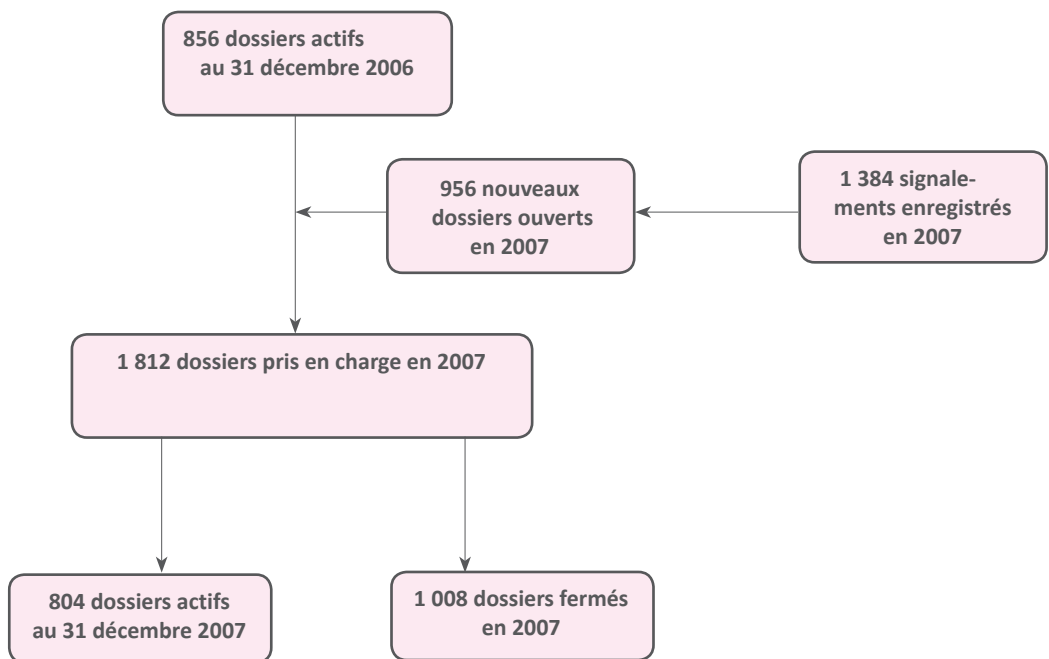 856 dossiers actifs
au 31 décembre 2006
956 nouveaux
dossiers ouverts
en 2007
1 384 signale-
ments enregistrés
en 2007
1 812 dossiers pris en charge en 2007
804 dossiers actifs
au 31 décembre 2007
1 008 dossiers fermés
en 2007